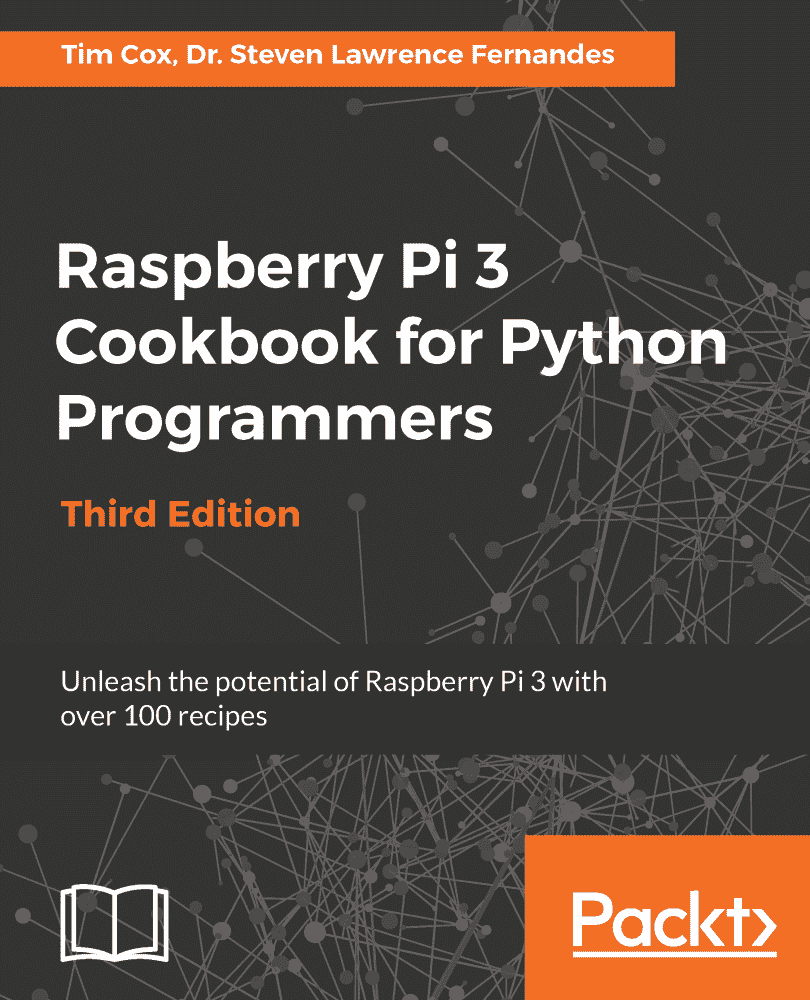 Tim Cox, Dr. Steven Lawrence Fernandes
Raspberry Pi 3
Cookbook for Python
Programmers
Third Edition
Unleash the potential of Raspberry Pi 3 with
over 100 recipes
Packt